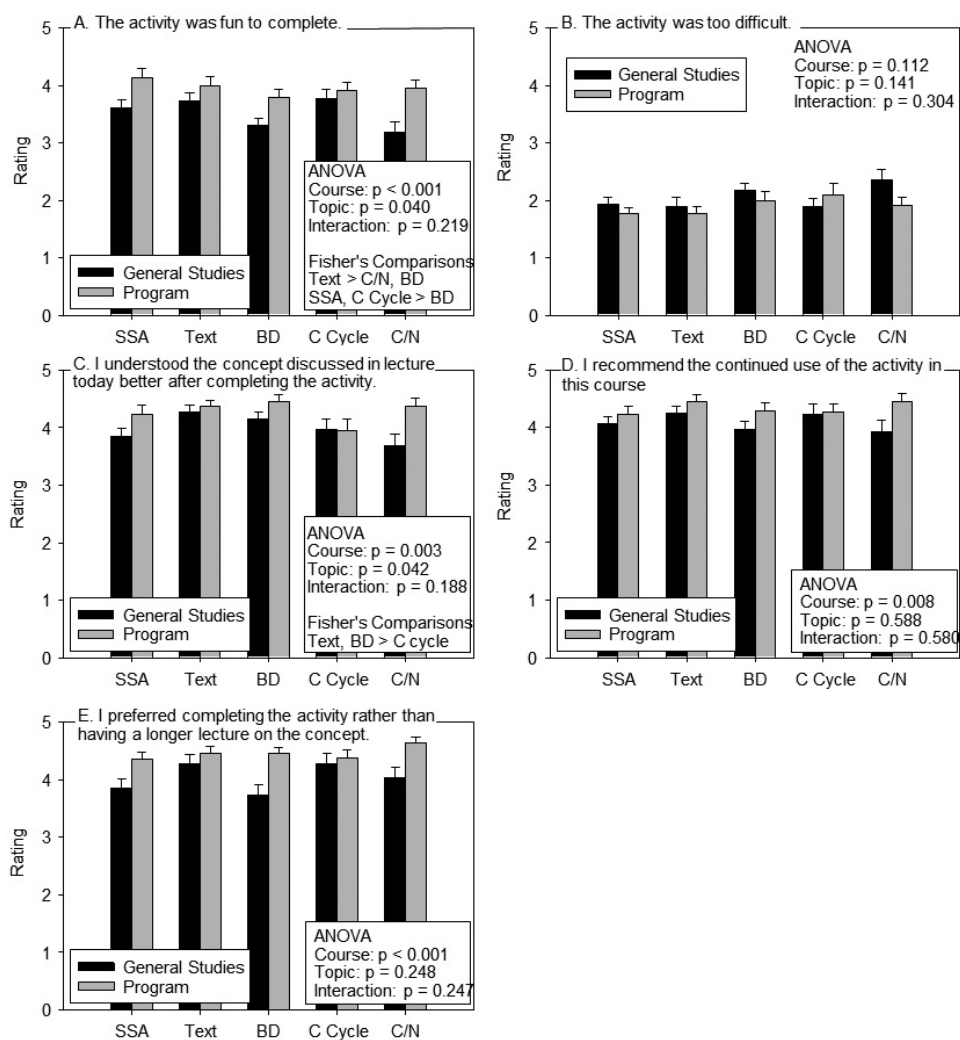 A. The activity was fun to complete.
5
4
3
2
1
0
Rating
ANOVA
Course: p < 0.001
Topic: p = 0.040
Interaction: p = 0.219
Fisher's Comparisons
Text > C/N, BD
SSA, C Cycle > BD
General Studies
Program
SSA Text BD C Cycle C/N
B. The activity was too difficult.
5
4
3
2
1
0
Rating
General Studies
Program
ANOVA
Course: p = 0.112
Topic: p = 0.141
Interaction: p = 0.304
SSA Text BD C Cycle C/N
C. I understood the concept discussed in lecture
today better after completing the activity.
5
4
3
2
1
0
Rating
ANOVA
Course: p = 0.003
Topic: p = 0.042
Interaction: p = 0.188
Fisher's Comparisons
Text, BD > C cycle
General Studies
Program
SSA Text BD C Cycle C/N
D. I recommend the continued use of the activity in
this course
5
4
3
2
1
0
Rating
General Studies
Program
ANOVA
Course: p = 0.008
Topic: p = 0.588
Interaction: p = 0.580
SSA Text BD C Cycle C/N
E. I preferred completing the activity rather than
having a longer lecture on the concept.
5
4
3
2
1
0
Rating
General Studies
Program
ANOVA
Course: p < 0.001
Topic: p = 0.248
Interaction: p = 0.247
SSA Text BD C Cycle C/N